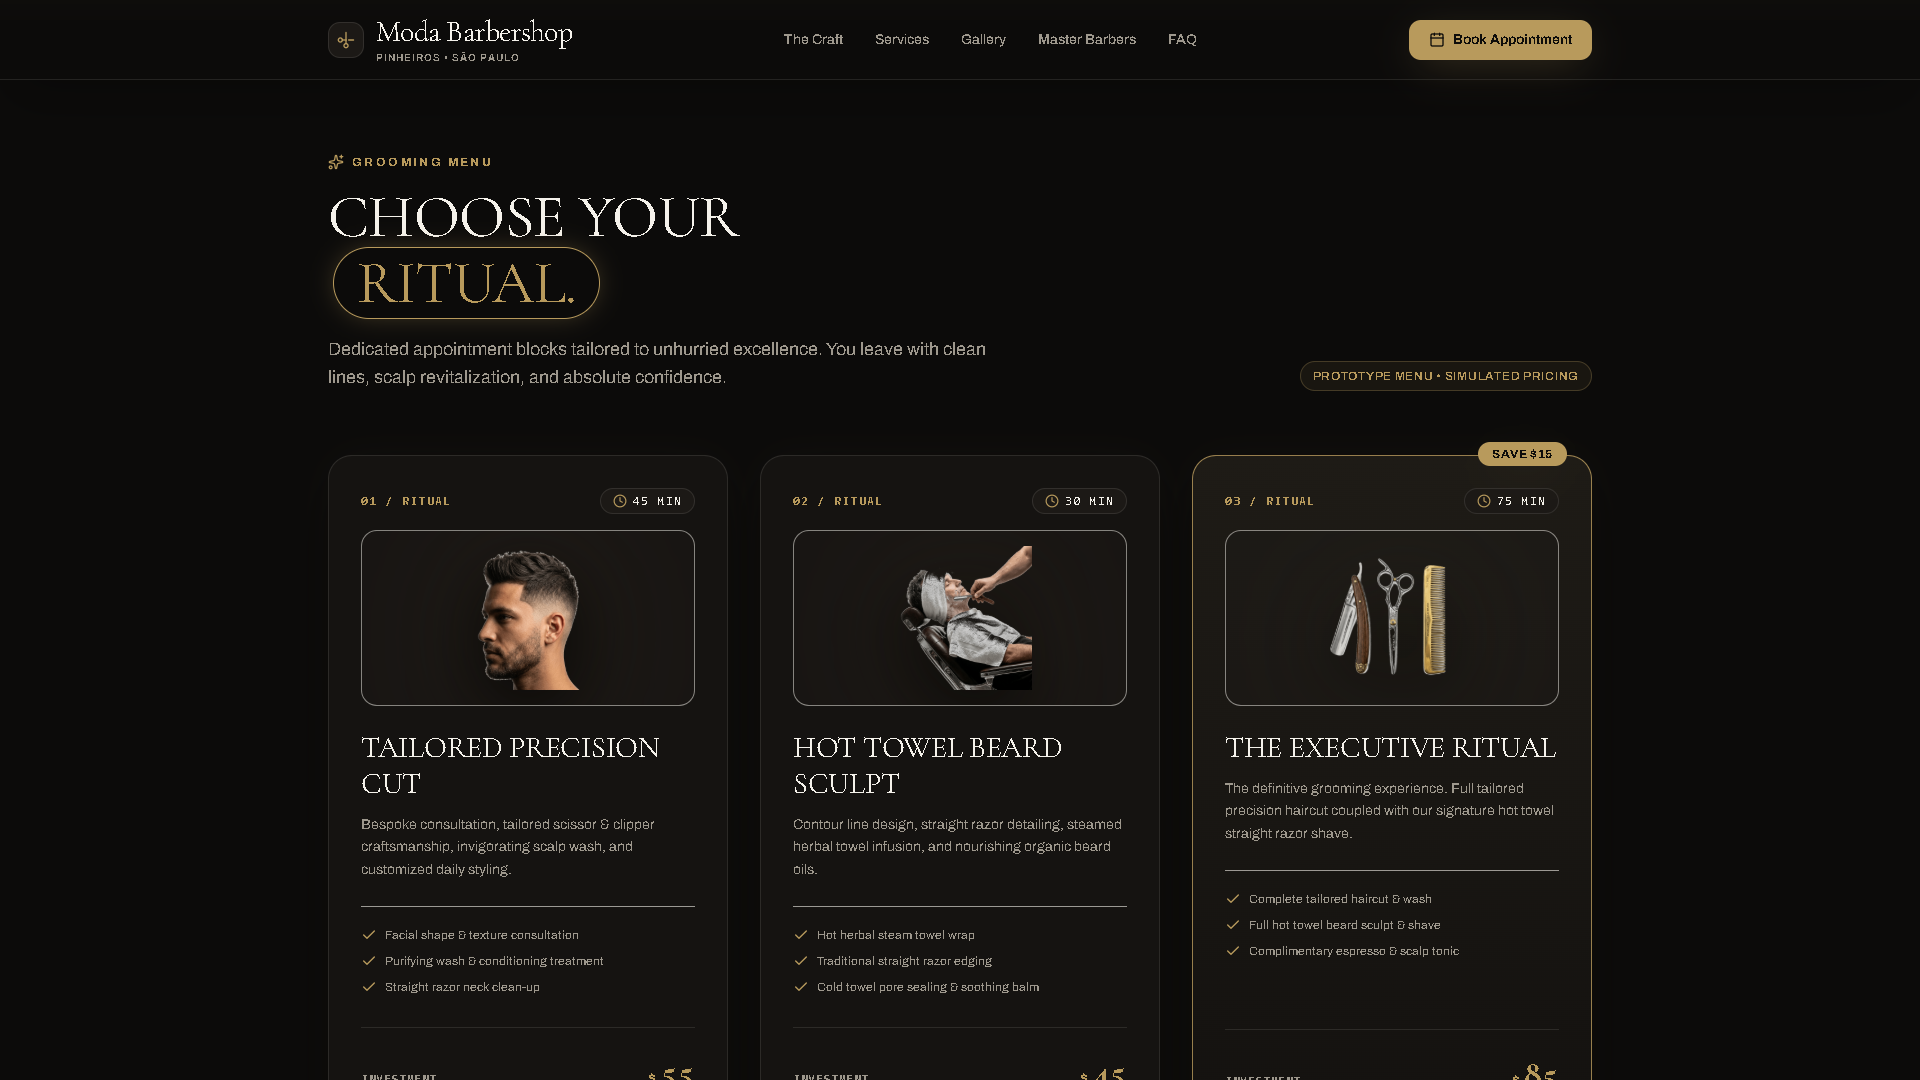 Moda Barbershop
PINHEIROS • SÃO PAULO
The Craft
Services
Gallery
Master Barbers
FAQ
Book Appointment
GROOMING MENU
CHOOSE YOUR
RITUAL.
Dedicated appointment blocks tailored to unhurried excellence. You leave with clean
lines, scalp revitalization, and absolute confidence.
PROTOTYPE MENU • SIMULATED PRICING
01 / RITUAL
45 MIN
TAILORED PRECISION
CUT
Bespoke consultation, tailored scissor & clipper
craftsmanship, invigorating scalp wash, and
customized daily styling.
Facial shape & texture consultation
Purifying wash & conditioning treatment
Straight razor neck clean-up
INVESTMENT
$55
02 / RITUAL
30 MIN
HOT TOWEL BEARD
SCULPT
Contour line design, straight razor detailing, steamed
herbal towel infusion, and nourishing organic beard
oils.
Hot herbal steam towel wrap
Traditional straight razor edging
Cold towel pore sealing & soothing balm
INVESTMENT
$45
SAVE $15
03 / RITUAL
75 MIN
THE EXECUTIVE RITUAL
The definitive grooming experience. Full tailored
precision haircut coupled with our signature hot towel
straight razor shave.
Complete tailored haircut & wash
Full hot towel beard sculpt & shave
Complimentary espresso & scalp tonic
INVESTMENT
$85